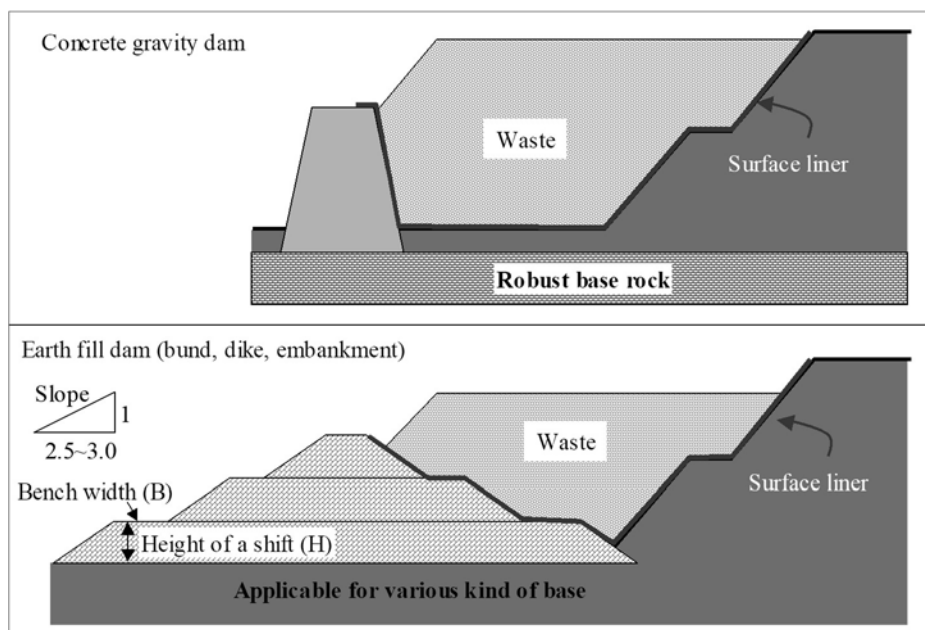 Concrete gravity dam
Waste
Surface liner
Robust base rock
Earth fill dam (bund, dike, embankment)
Slope
1
2.5~3.0
Waste
Bench width (B)
Surface liner
Height of a shift (H)
Applicable for various kind of base